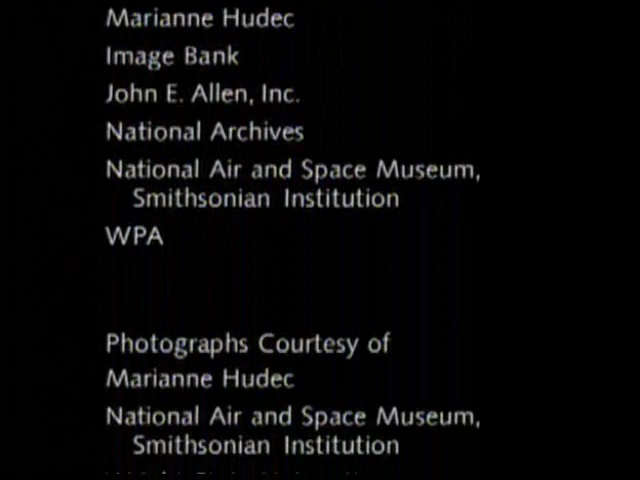 Marianne Hudec
Image Bank
John E. Allen, Inc.
National Archives
National Air and Space Museum,
Smithsonian Institution
WPA
Photographs Courtesy of
Marianne Hudec
National Air and Space Museum,
Smithsonian Institution